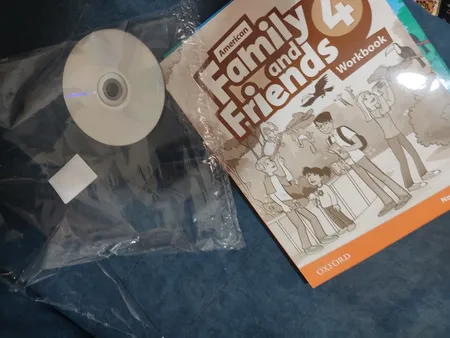 American
Family
and
Friends 4
Workbook
OXFORD